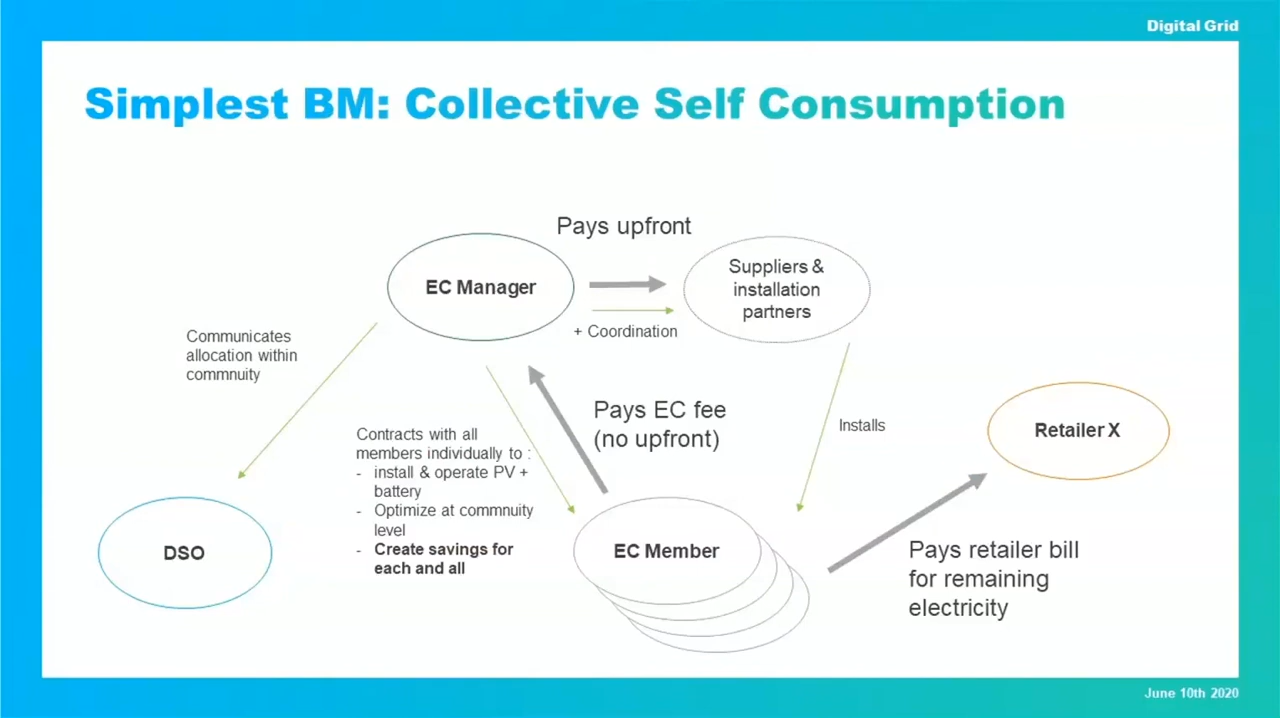 Digital Grid
Simplest BM: Collective Self Consumption
Pays upfront
EC Manager
Suppliers &
installation
partners
+ Coordination
Communicates
allocation within
commnuity
Pays EC fee
(no upfront)
Contracts with all
members individually to :
- install & operate PV +
battery
- Optimize at commnuity
level
- Create savings for
each and all
Installs
Retailer X
DSO
EC Member
Pays retailer bill
for remaining
electricity
June 10th 2020